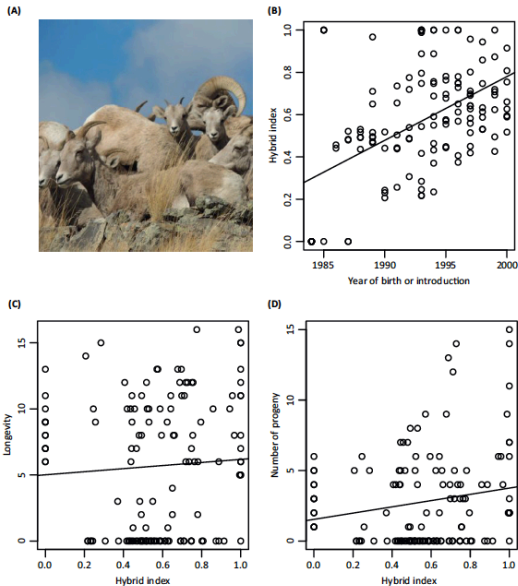 (A)
(B)
Hybrid index
1.0
0.8
0.6
0.4
0.2
0.0
1985 1990 1995 2000
Year of birth or introduction
(C)
Longevity
15
10
5
0
0.0 0.2 0.4 0.6 0.8 1.0
Hybrid index
(D)
Number of progeny
15
10
5
0
0.0 0.2 0.4 0.6 0.8 1.0
Hybrid index